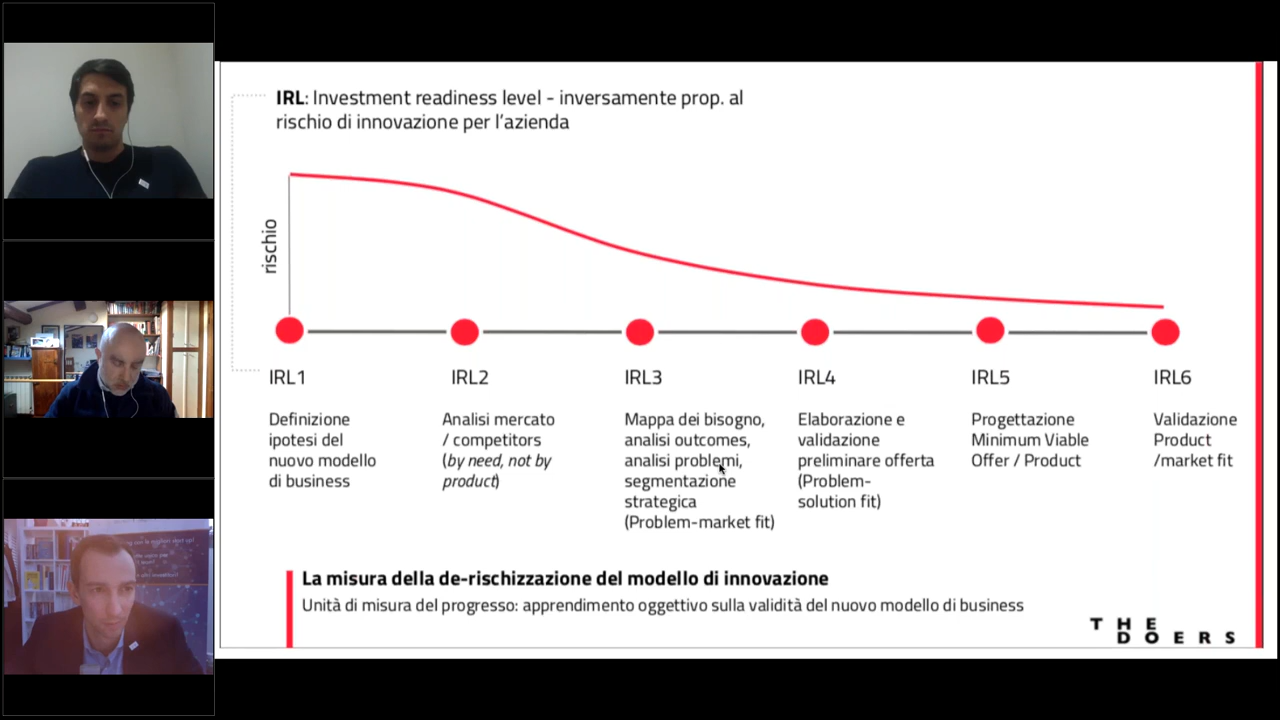 IRL: Investment readiness level - inversamente prop. al
rischio di innovazione per l'azienda
rischio
IRL1
Definizione
ipotesi del
nuovo modello
di business
IRL2
Analisi mercato
/ competitors
(by need, not by
product)
IRL3
Mappa dei bisogno,
analisi outcomes,
analisi problemi,
segmentazione
strategica
(Problem-market fit)
IRL4
Elaborazione e
validazione
preliminare offerta
(Problem-
solution fit)
IRL5
Progettazione
Minimum Viable
Offer / Product
IRL6
Validazione
Product
/market fit
La misura della de-rischizzazione del modello di innovazione
Unità di misura del progresso: apprendimento oggettivo sulla validità del nuovo modello di business
THE
DOERS